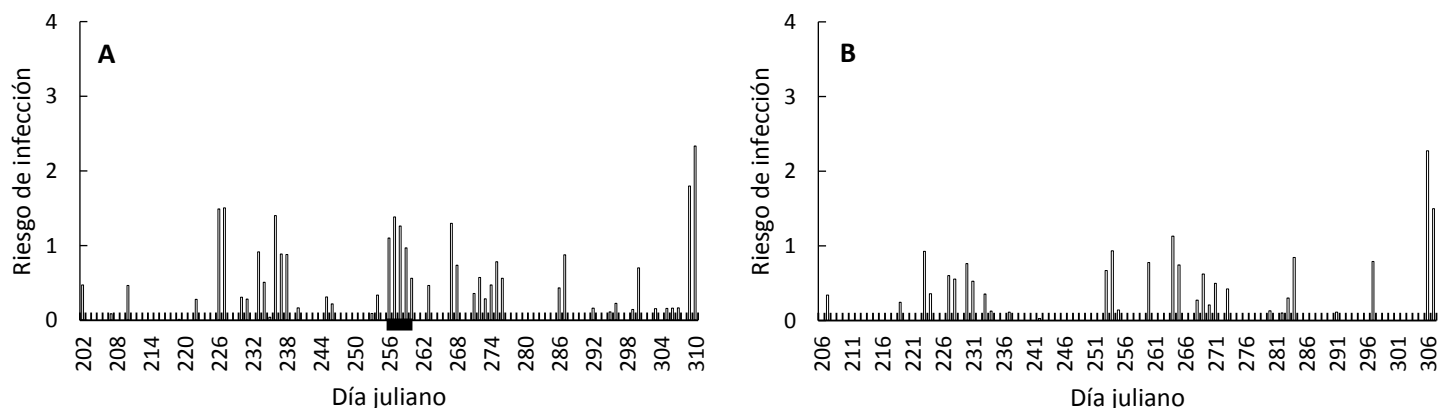 A
Riesgo de infección
4
3
2
1
0
202 208 214 220 226 232 238 244 250 256 262 268 274 280 286 292 298 304 310
Día juliano
B
Riesgo de infección
4
3
2
1
0
206 211 216 221 226 231 236 241 246 251 256 261 266 271 276 281 286 291 296 301 306
Día juliano